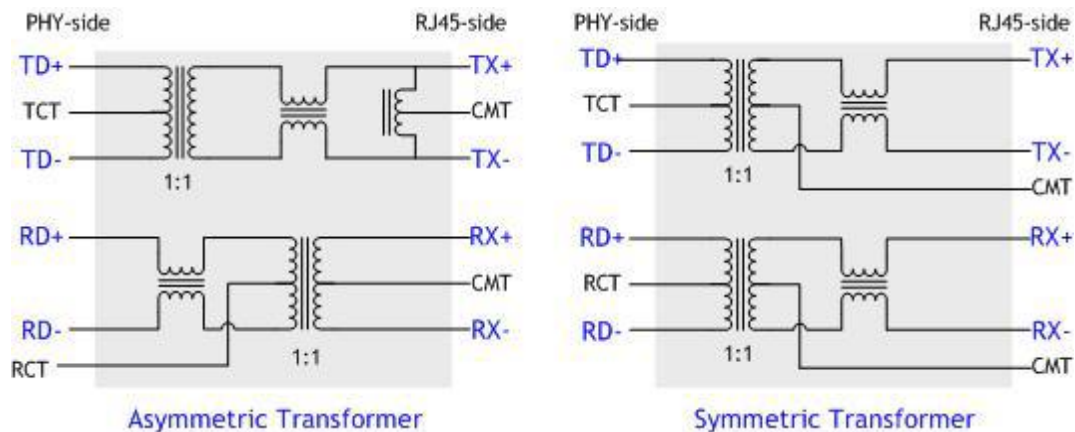 PHY-side RJ45-side
TD+ TX+
TCT CMT
TD- TX-
1:1
RD+ RX+
CMT
RD- RX-
RCT
1:1
Asymmetric Transformer
PHY-side RJ45-side
TD+ TX+
TCT
TD- TX-
1:1
CMT
RD+ RX+
RCT
RD- RX-
1:1
CMT
Symmetric Transformer